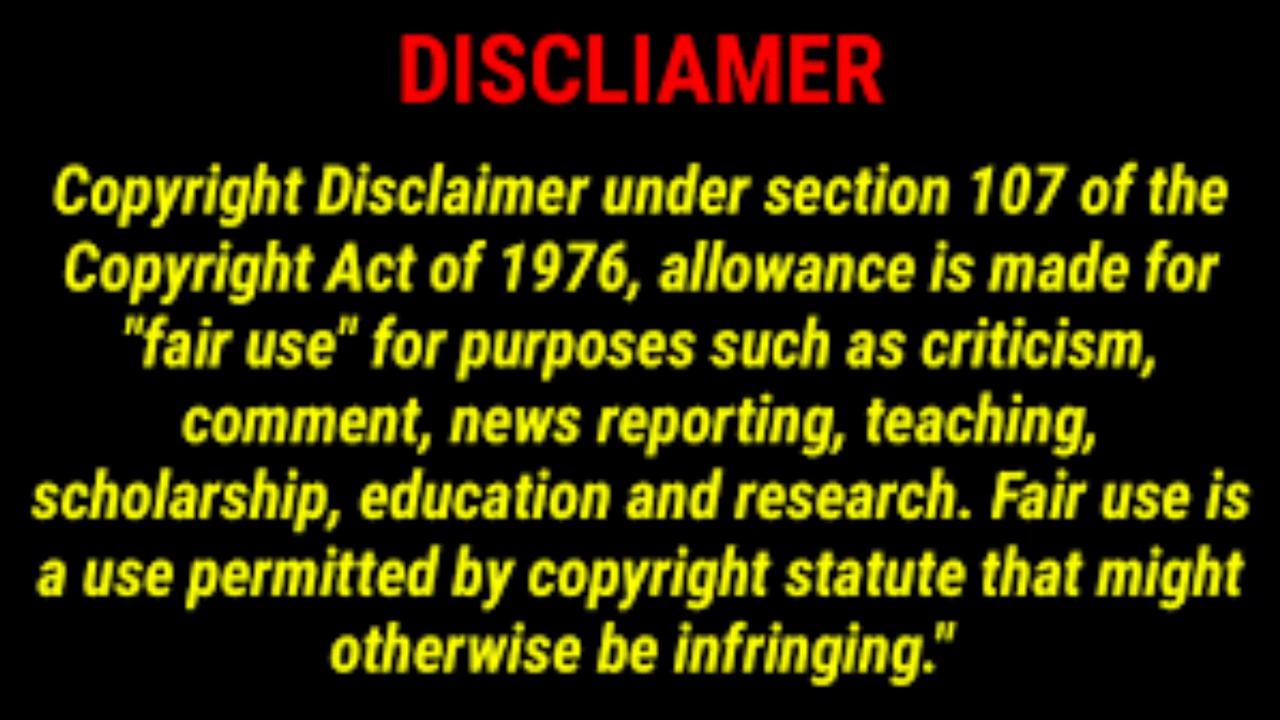 DISCLIAMER
Copyright Disclaimer under section 107 of the
Copyright Act of 1976, allowance is made for
"fair use" for purposes such as criticism,
comment, news reporting, teaching,
scholarship, education and research. Fair use is
a use permitted by copyright statute that might
otherwise be infringing."